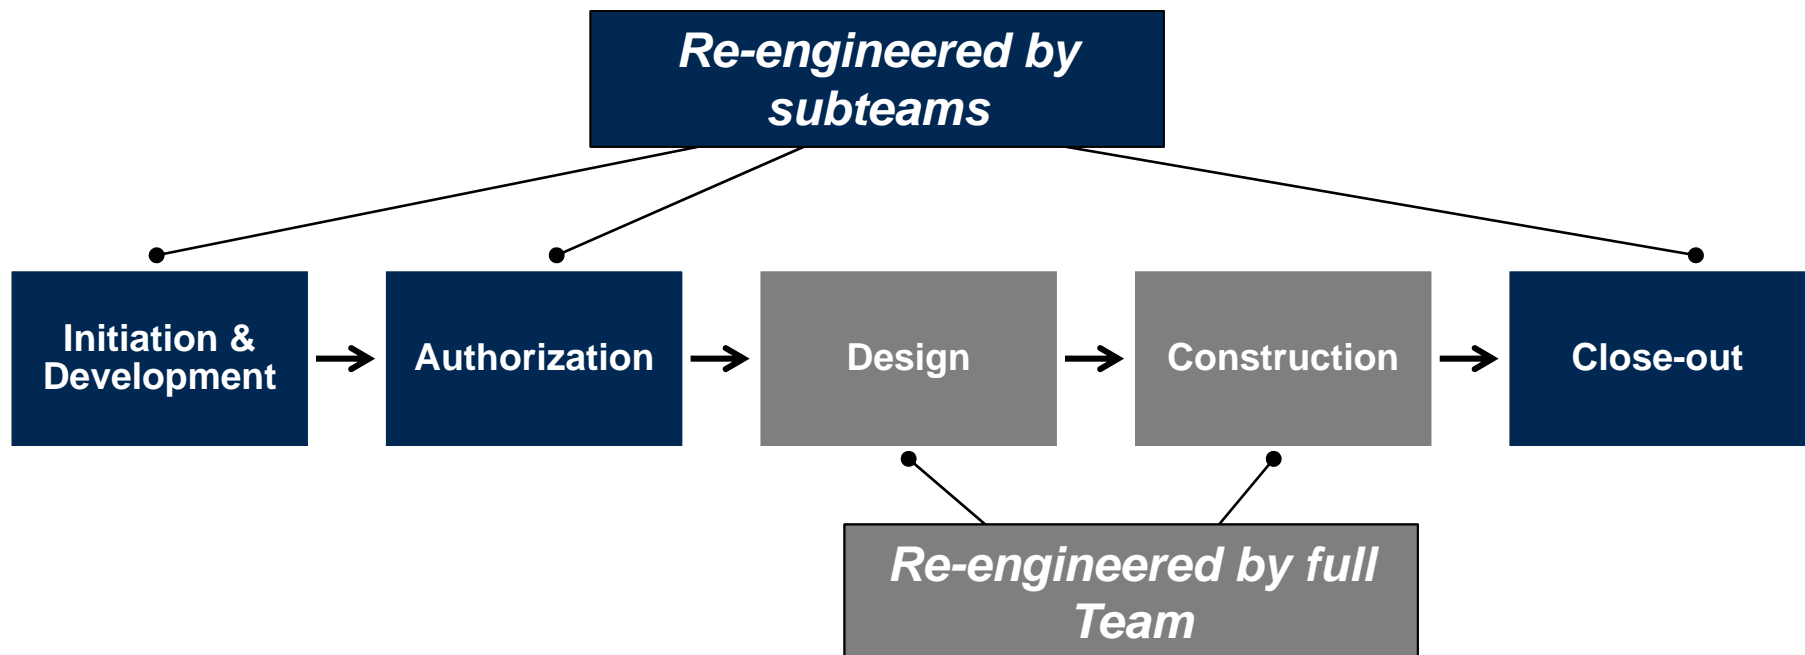 Re-engineered by
subteams
Initiation &
Development
Authorization
Design
Construction
Close-out
Re-engineered by full
Team